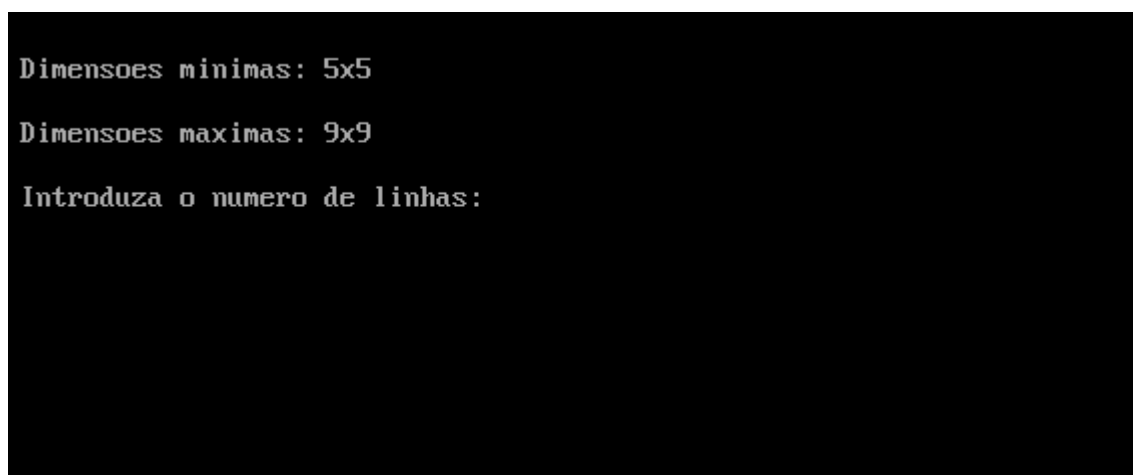 Dimensoes minimas: 5x5
Dimensoes maximas: 9x9
Introduza o numero de linhas: